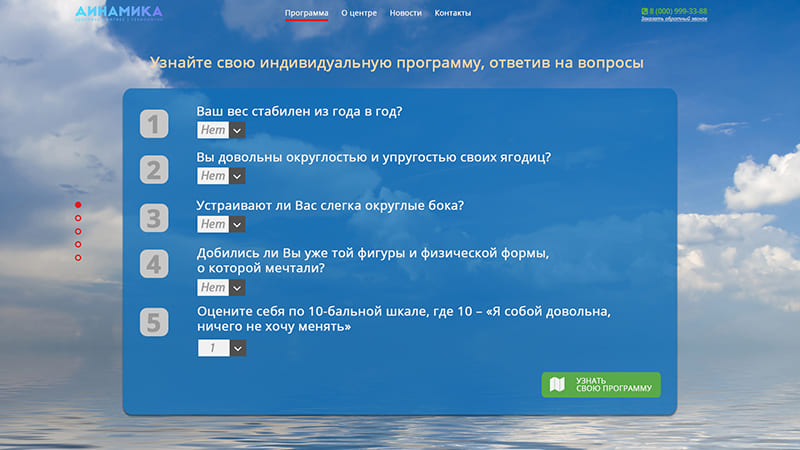 ДИНАМИКА
Программа О центре Новости Контакты
8 (000) 999-33-88
Заказать обратный звонок
Узнайте свою индивидуальную программу, ответив на вопросы
1 Ваш вес стабилен из года в год?
Нет
2 Вы довольны округлостью и упругостью своих ягодиц?
Нет
3 Устраивают ли Вас слегка округлые бока?
Нет
4 Добились ли Вы уже той фигуры и физической формы,
о которой мечтали?
Нет
5 Оцените себя по 10-бальной шкале, где 10 – «Я собой довольна,
ничего не хочу менять»
1
УЗНАТЬ
СВОЮ ПРОГРАММУ